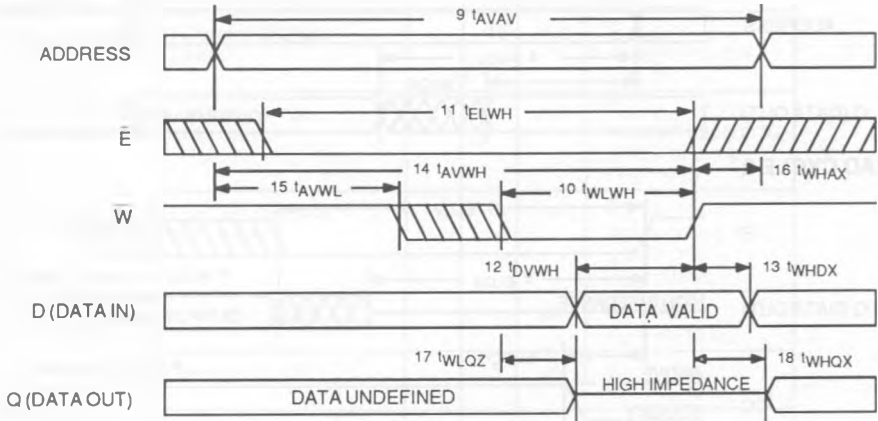 9 tAVAV
ADDRESS
11 tELWH
E
14 tAVWH
16 tWHAX
15 tAVWL
10 tWLWH
W
12 tDVWH
13 tWHDX
D (DATA IN)
DATA VALID
17 tWLQZ
18 tWHQX
Q (DATA OUT)
DATA UNDEFINED
HIGH IMPEDANCE